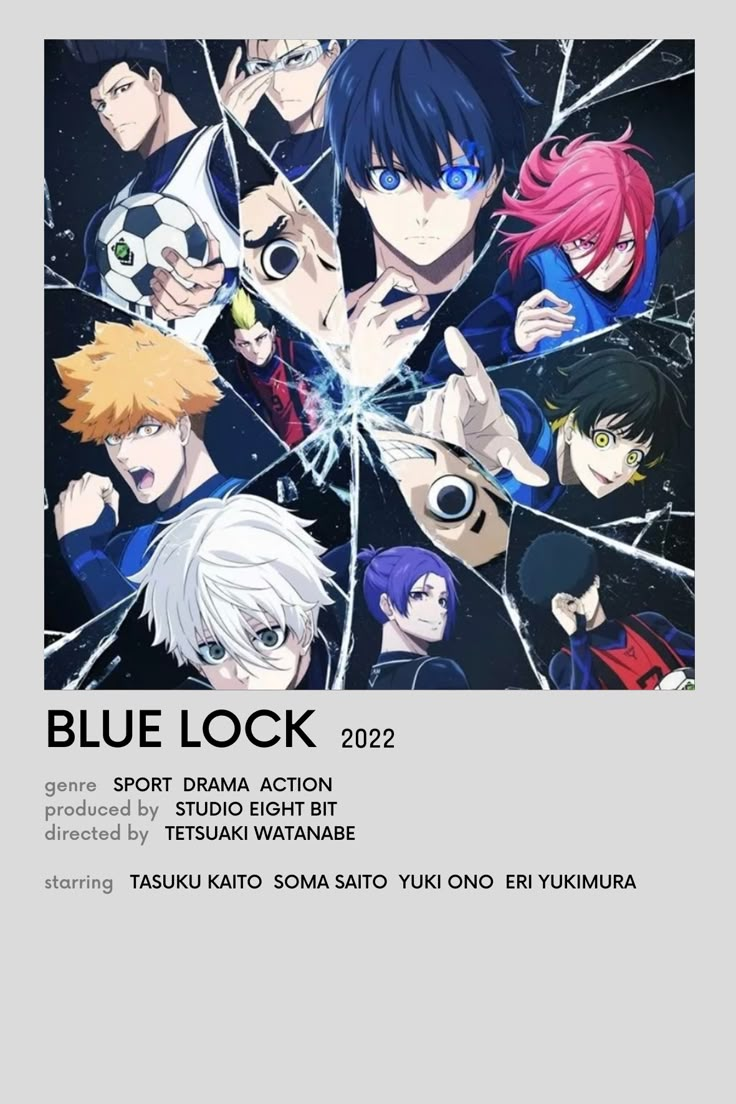 BLUE LOCK 2022
genre SPORT DRAMA ACTION
produced by STUDIO EIGHT BIT
directed by TETSUAKI WATANABE
starring TASUKU KAITO SOMA SAITO YUKI ONO ERI YUKIMURA